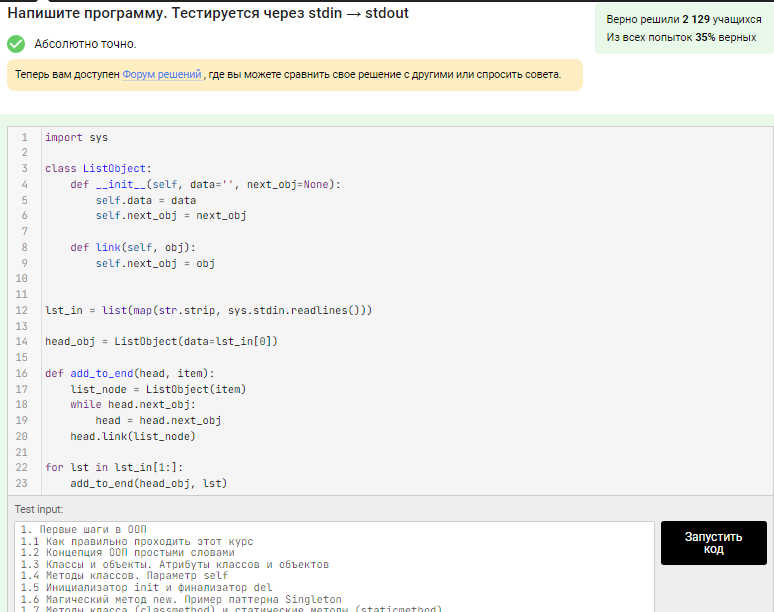 Напишите программу. Тестируется через stdin → stdout
Верно решили 2 129 учащихся
Из всех попыток 35% верных
Абсолютно точно.
Теперь вам доступен Форум решений, где вы можете сравнить свое решение с другими или спросить совета.
1 import sys
2
3 class ListObject:
4     def __init__(self, data='', next_obj=None):
5         self.data = data
6         self.next_obj = next_obj
7
8     def link(self, obj):
9         self.next_obj = obj
10
11
12 lst_in = list(map(str.strip, sys.stdin.readlines()))
13
14 head_obj = ListObject(data=lst_in[0])
15
16 def add_to_end(head, item):
17     list_node = ListObject(item)
18     while head.next_obj:
19         head = head.next_obj
20     head.link(list_node)
21
22 for lst in lst_in[1:]:
23     add_to_end(head_obj, lst)
Test input:
1. Первые шаги в ООП
1.1 Как правильно проходить этот курс
1.2 Концепция ООП простыми словами
1.3 Классы и объекты. Атрибуты классов и объектов
1.4 Методы классов. Параметр self
1.5 Инициализатор init и финализатор del
1.6 Магический метод new. Пример паттерна Singleton
1.7 Методы класса (classmethod) и статические методы (staticmethod)
Запустить
код